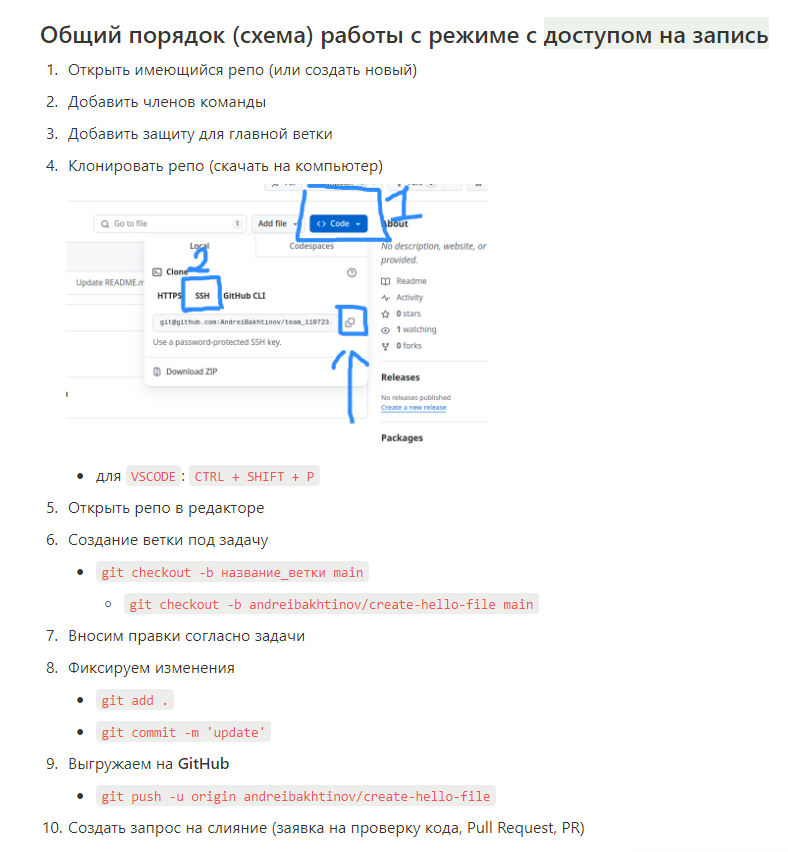 Общий порядок (схема) работы с режиме с доступом на запись
1. Открыть имеющийся репо (или создать новый)
2. Добавить членов команды
3. Добавить защиту для главной ветки
4. Клонировать репо (скачать на компьютер)
1
Go to file
t
Add file
<> Code
About
Local
Codespaces
No description, website, or
provided.
2
Clone
Update README.m
HTTPS
SSH
GitHub CLI
git@github.com:AndreiBakhtinov/team_110723.
Use a password-protected SSH key.
Download ZIP
Readme
Activity
0 stars
1 watching
0 forks
Releases
No releases published
Create a new release
Packages
• для VSCODE: CTRL + SHIFT + P
5. Открыть репо в редакторе
6. Создание ветки под задачу
• git checkout -b название_ветки main
◦ git checkout -b andreibakhtinov/create-hello-file main
7. Вносим правки согласно задачи
8. Фиксируем изменения
• git add .
• git commit -m 'update'
9. Выгружаем на GitHub
• git push -u origin andreibakhtinov/create-hello-file
10. Создать запрос на слияние (заявка на проверку кода, Pull Request, PR)